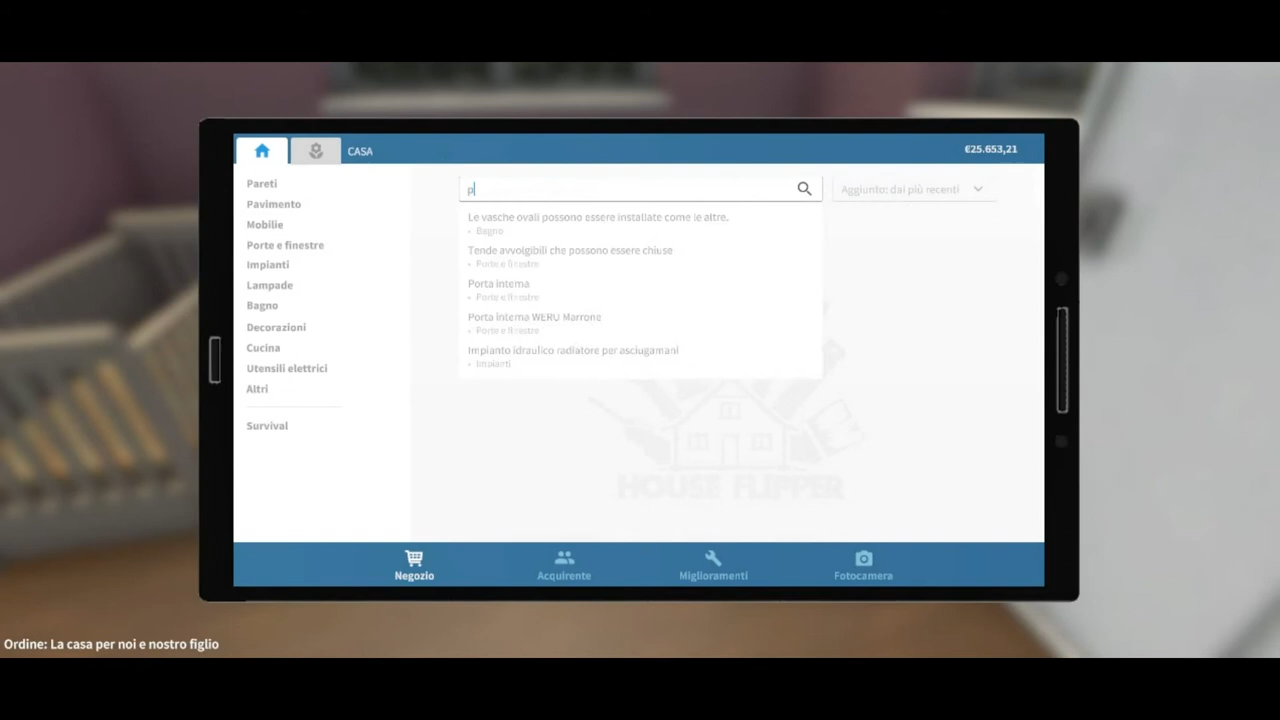 CASA
€25.653,21
Pareti
Pavimento
Mobilie
Porte e finestre
Impianti
Lampade
Bagno
Decorazioni
Cucina
Utensili elettrici
Altri
Survival
p
Aggiunto: dai più recenti
Le vasche ovali possono essere installate come le altre.
• Bagno
Tende avvolgibili che possono essere chiuse
• Porte e finestre
Porta interna
• Porte e finestre
Porta interna WERU Marrone
• Porte e finestre
Impianto idraulico radiatore per asciugamani
• Impianti
HOUSE FLIPPER
Negozio
Acquirente
Miglioramenti
Fotocamera
Ordine: La casa per noi e nostro figlio